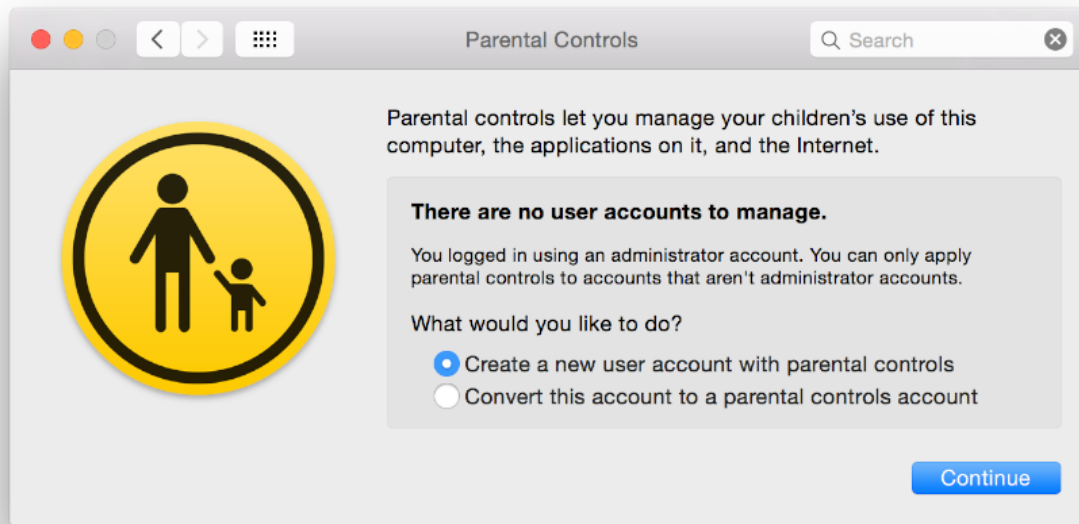 Parental Controls
Search
Parental controls let you manage your children’s use of this
computer, the applications on it, and the Internet.
There are no user accounts to manage.
You logged in using an administrator account. You can only apply
parental controls to accounts that aren't administrator accounts.
What would you like to do?
Create a new user account with parental controls
Convert this account to a parental controls account
Continue